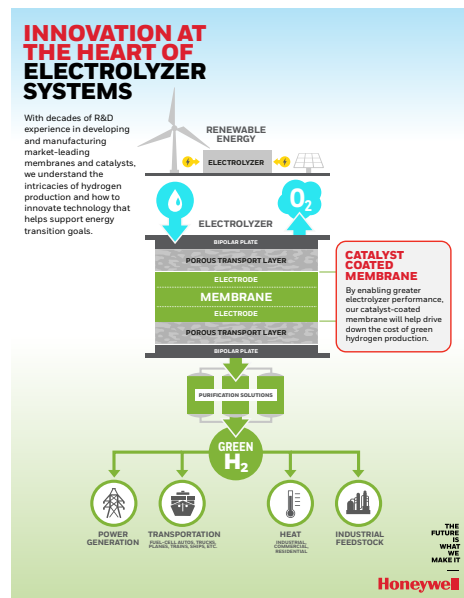 INNOVATION AT
THE HEART OF
ELECTROLYZER
SYSTEMS
With decades of R&D
experience in developing
and manufacturing
market-leading
membranes and catalysts,
we understand the
intricacies of hydrogen
production and how to
innovate technology that
helps support energy
transition goals.
RENEWABLE
ENERGY
ELECTROLYZER
O2
ELECTROLYZER
BIPOLAR PLATE
POROUS TRANSPORT LAYER
ELECTRODE
MEMBRANE
ELECTRODE
POROUS TRANSPORT LAYER
BIPOLAR PLATE
CATALYST
COATED
MEMBRANE
By enabling greater
electrolyzer performance,
our catalyst-coated
membrane will help drive
down the cost of green
hydrogen production.
PURIFICATION SOLUTIONS
GREEN
H2
POWER
GENERATION
TRANSPORTATION
FUEL-CELL AUTOS, TRUCKS,
PLANES, TRAINS, SHIPS, ETC.
HEAT
INDUSTRIAL,
COMMERCIAL,
RESIDENTIAL
INDUSTRIAL
FEEDSTOCK
THE
FUTURE
IS
WHAT
WE
MAKE IT
Honeywell